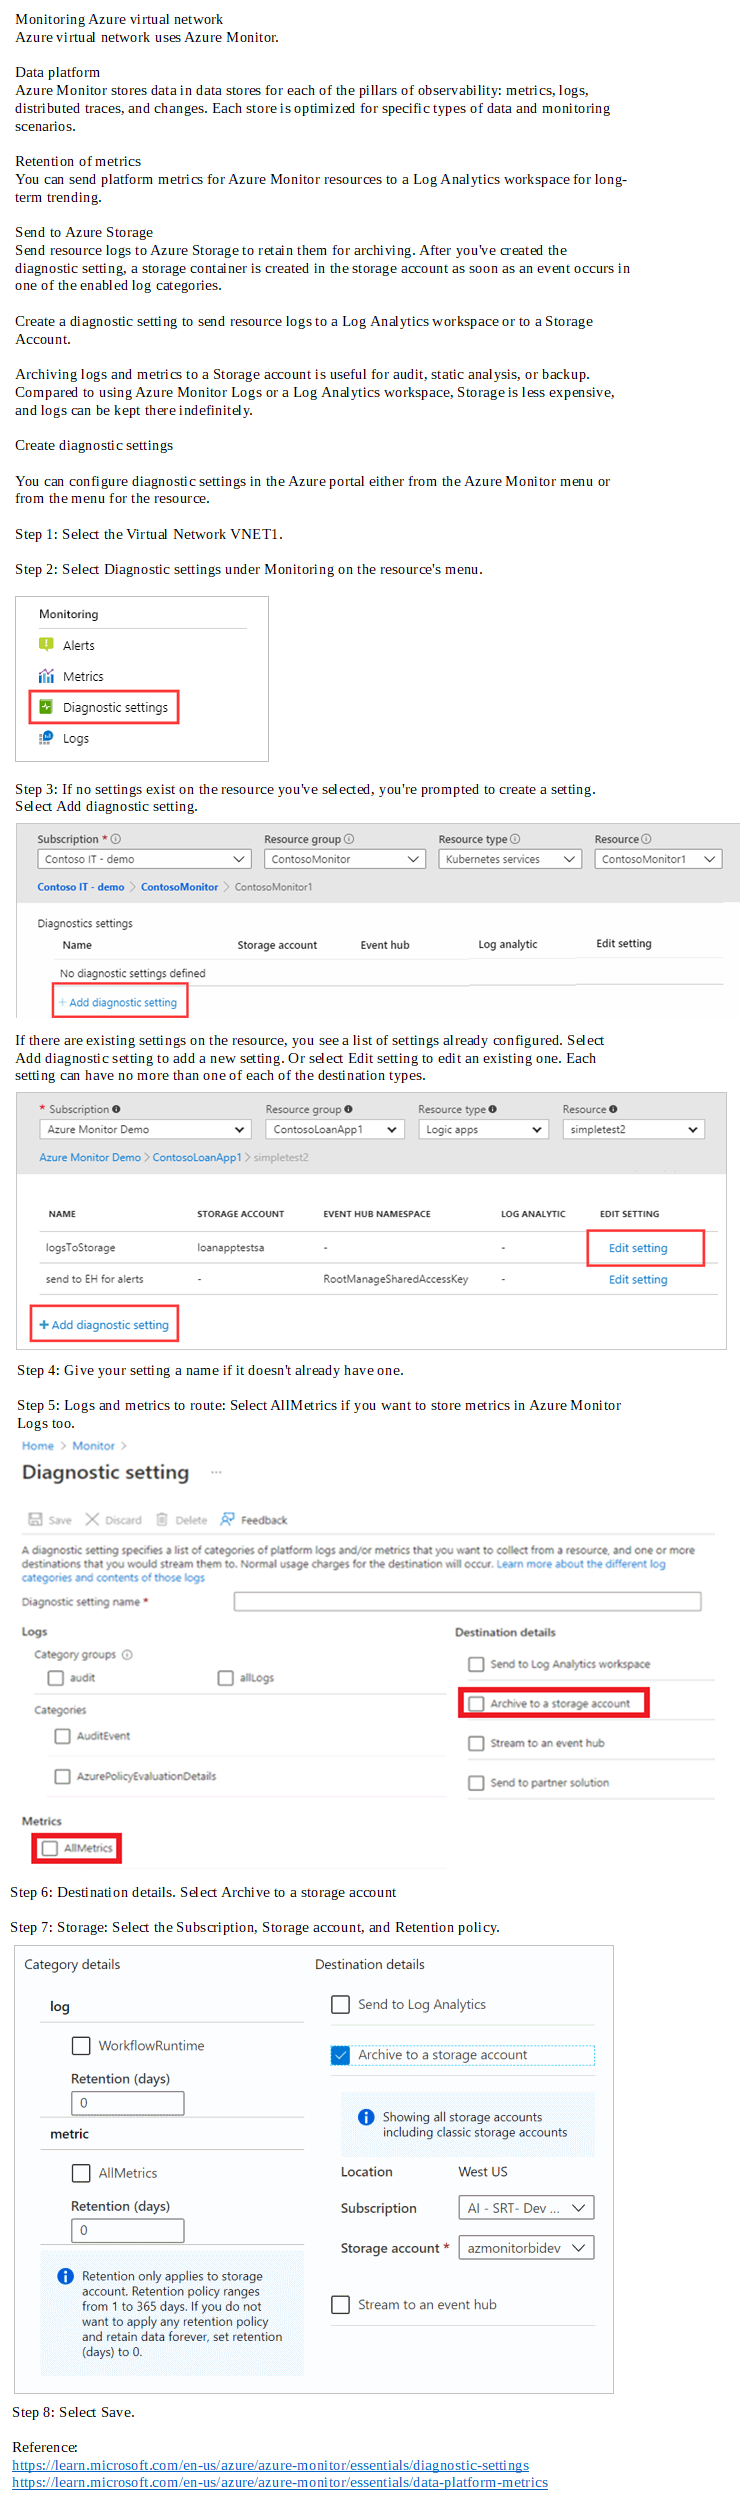 Monitoring Azure virtual network
Azure virtual network uses Azure Monitor.
Data platform
Azure Monitor stores data in data stores for each of the pillars of observability: metrics, logs,
distributed traces, and changes. Each store is optimized for specific types of data and monitoring
scenarios.
Retention of metrics
You can send platform metrics for Azure Monitor resources to a Log Analytics workspace for long-
term trending.
Send to Azure Storage
Send resource logs to Azure Storage to retain them for archiving. After you've created the
diagnostic setting, a storage container is created in the storage account as soon as an event occurs in
one of the enabled log categories.
Create a diagnostic setting to send resource logs to a Log Analytics workspace or to a Storage
Account.
Archiving logs and metrics to a Storage account is useful for audit, static analysis, or backup.
Compared to using Azure Monitor Logs or a Log Analytics workspace, Storage is less expensive,
and logs can be kept there indefinitely.
Create diagnostic settings
You can configure diagnostic settings in the Azure portal either from the Azure Monitor menu or
from the menu for the resource.
Step 1: Select the Virtual Network VNET1.
Step 2: Select Diagnostic settings under Monitoring on the resource's menu.
Monitoring
Alerts
Metrics
Diagnostic settings
Logs
Step 3: If no settings exist on the resource you've selected, you're prompted to create a setting.
Select Add diagnostic setting.
Subscription * Resource group Resource type Resource
Contoso IT - demo ContosoMonitor Kubernetes services ContosoMonitor1
Contoso IT - demo > ContosoMonitor > ContosoMonitor1
Diagnostics settings
Name Storage account Event hub Log analytic Edit setting
No diagnostic settings defined
+ Add diagnostic setting
If there are existing settings on the resource, you see a list of settings already configured. Select
Add diagnostic setting to add a new setting. Or select Edit setting to edit an existing one. Each
setting can have no more than one of each of the destination types.
* Subscription Resource group Resource type Resource
Azure Monitor Demo ContosoLoanApp1 Logic apps simpletest2
Azure Monitor Demo > ContosoLoanApp1 > simpletest2
NAME STORAGE ACCOUNT EVENT HUB NAMESPACE LOG ANALYTIC EDIT SETTING
logsToStorage loanapptestsa - - Edit setting
send to EH for alerts - RootManageSharedAccessKey - Edit setting
+ Add diagnostic setting
Step 4: Give your setting a name if it doesn't already have one.
Step 5: Logs and metrics to route: Select AllMetrics if you want to store metrics in Azure Monitor
Logs too.
Home > Monitor >
Diagnostic setting ...
Save Discard Delete Feedback
A diagnostic setting specifies a list of categories of platform logs and/or metrics that you want to collect from a resource, and one or more
destinations that you would stream them to. Normal usage charges for the destination will occur. Learn more about the different log
categories and contents of those logs
Diagnostic setting name *
Logs
Category groups
audit allLogs
Categories
AuditEvent
AzurePolicyEvaluationDetails
Metrics
AllMetrics
Destination details
Send to Log Analytics workspace
Archive to a storage account
Stream to an event hub
Send to partner solution
Step 6: Destination details. Select Archive to a storage account
Step 7: Storage: Select the Subscription, Storage account, and Retention policy.
Category details
log
WorkflowRuntime
Retention (days)
0
metric
AllMetrics
Retention (days)
0
Retention only applies to storage
account. Retention policy ranges
from 1 to 365 days. If you do not
want to apply any retention policy
and retain data forever, set retention
(days) to 0.
Destination details
Send to Log Analytics
Archive to a storage account
Showing all storage accounts
including classic storage accounts
Location West US
Subscription AI - SRT- Dev ...
Storage account * azmonitorbidev
Stream to an event hub
Step 8: Select Save.
Reference:
https://learn.microsoft.com/en-us/azure/azure-monitor/essentials/diagnostic-settings
https://learn.microsoft.com/en-us/azure/azure-monitor/essentials/data-platform-metrics